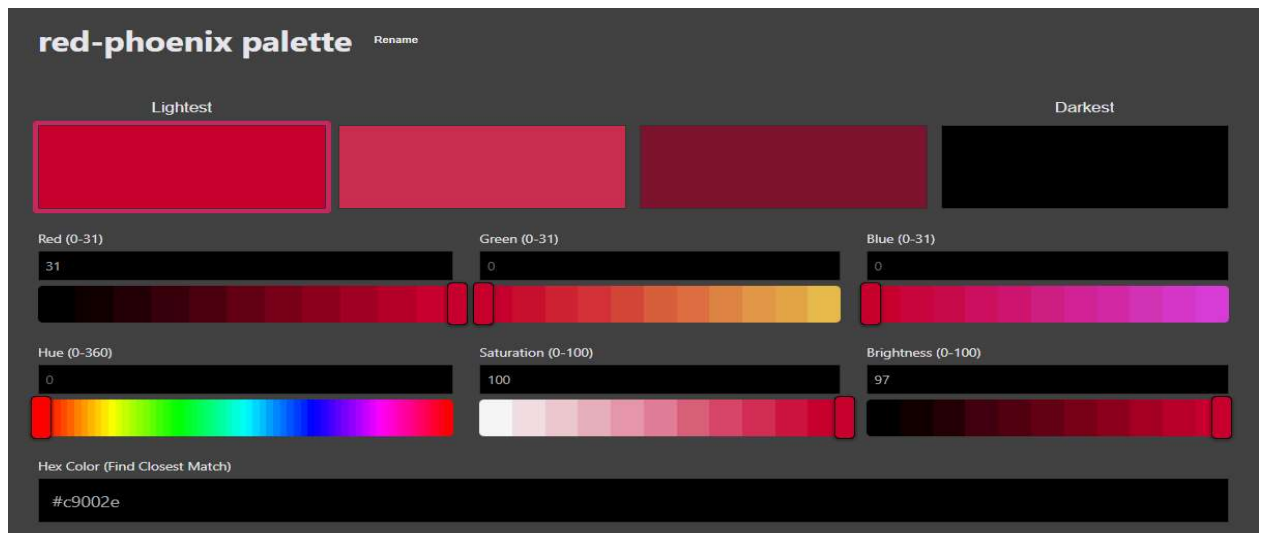 red-phoenix palette Rename
Lightest Darkest
Red (0-31) Green (0-31) Blue (0-31)
31 0 0
Hue (0-360) Saturation (0-100) Brightness (0-100)
0 100 97
Hex Color (Find Closest Match)
#c9002e